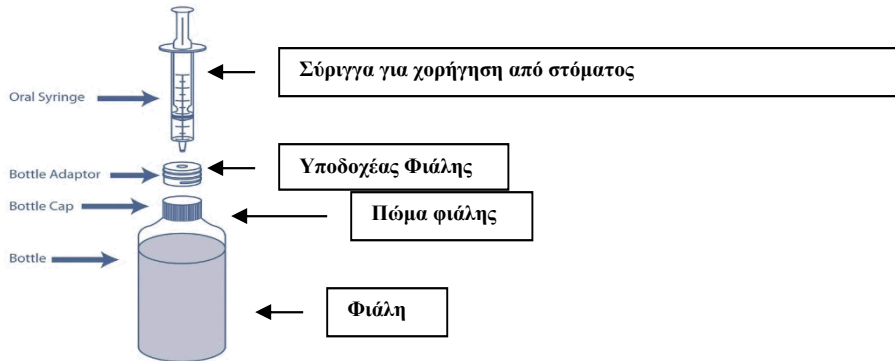 Σύριγγα για χορήγηση από στόματος
Oral Syringe
Υποδοχέας Φιάλης
Bottle Adaptor
Bottle Cap
Πώμα φιάλης
Bottle
Φιάλη